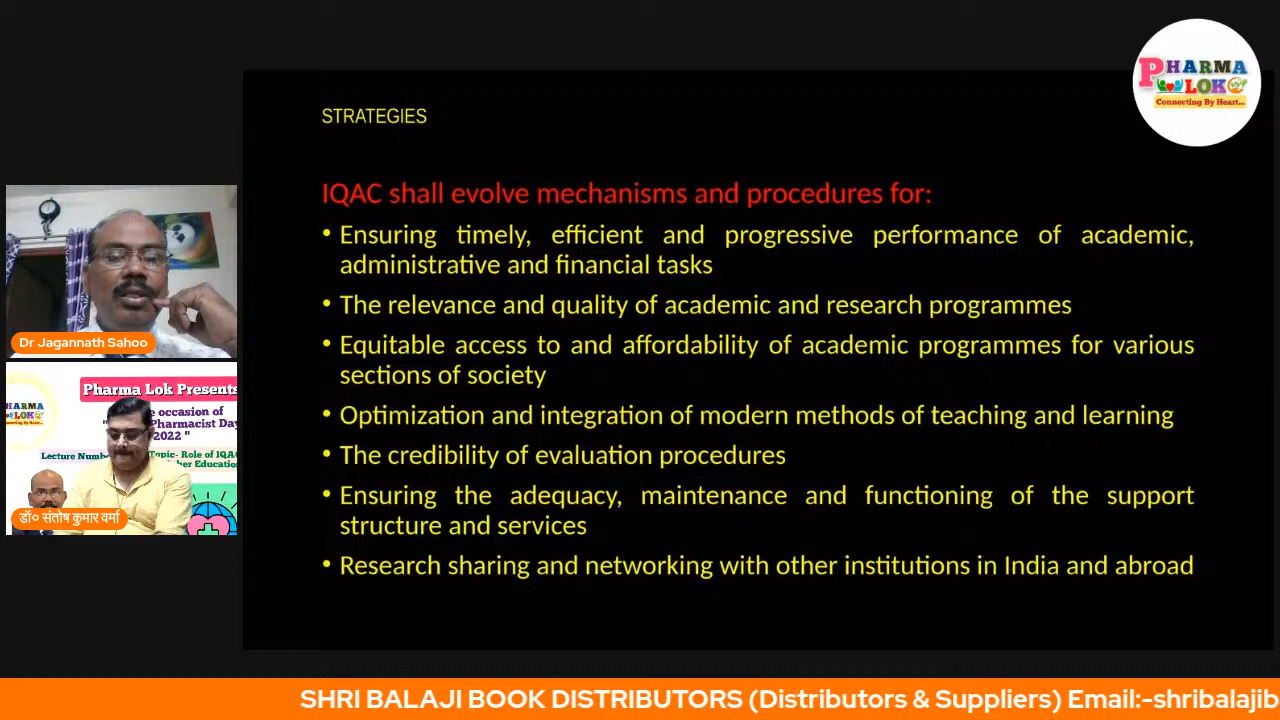 PHARMA
LOK
Connecting By Heart...
STRATEGIES
IQAC shall evolve mechanisms and procedures for:
• Ensuring timely, efficient and progressive performance of academic,
administrative and financial tasks
• The relevance and quality of academic and research programmes
• Equitable access to and affordability of academic programmes for various
sections of society
• Optimization and integration of modern methods of teaching and learning
• The credibility of evaluation procedures
• Ensuring the adequacy, maintenance and functioning of the support
structure and services
• Research sharing and networking with other institutions in India and abroad
Dr Jagannath Sahoo
Pharma Lok Presents
occasion of
Pharmacist Day
2022 "
Lecture Topic- Role of IQAC
Education
डॉ० संतोष कुमार वर्मा
SHRI BALAJI BOOK DISTRIBUTORS (Distributors & Suppliers) Email:-shribalajib